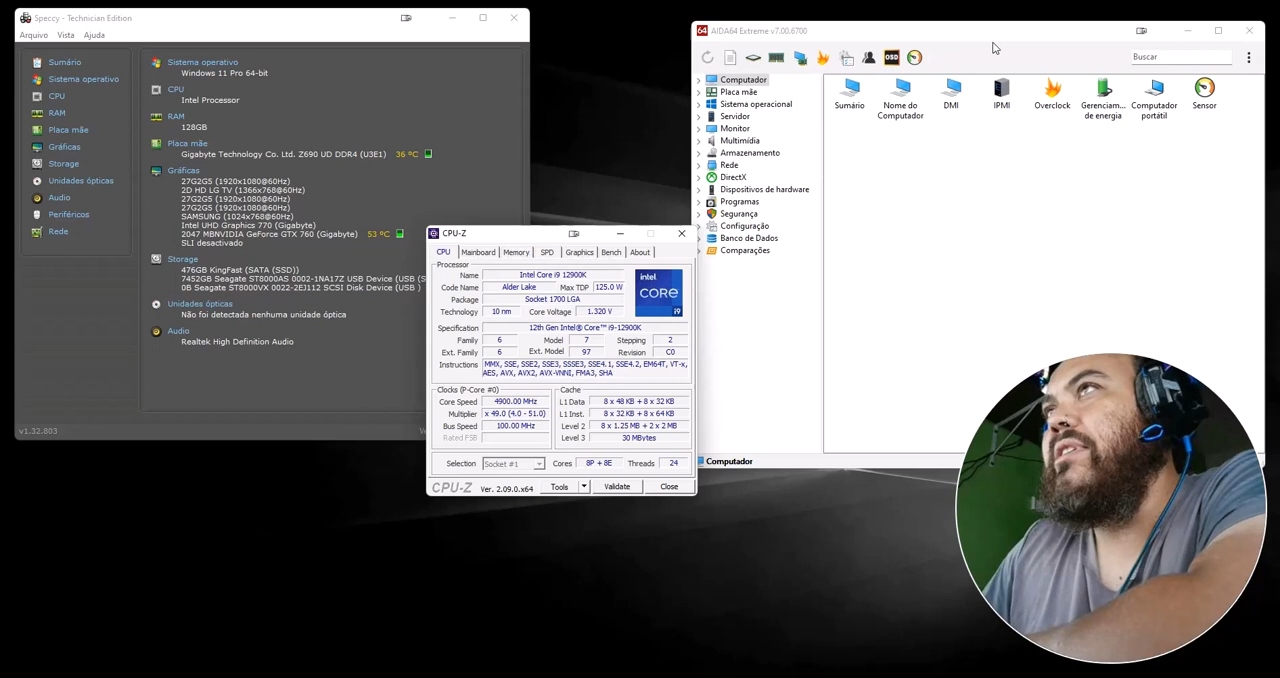 Speccy - Technician Edition
Arquivo Vista Ajuda
Sumário
Sistema operativo
CPU
RAM
Placa mãe
Gráficas
Storage
Unidades ópticas
Audio
Periféricos
Rede
Sistema operativo
Windows 11 Pro 64-bit
CPU
Intel Processor
RAM
128GB
Placa mãe
Gigabyte Technology Co. Ltd. Z690 UD DDR4 (U3E1) 36 ºC
Gráficas
27G2G5 (1920x1080@60Hz)
2D HD LG TV (1366x768@60Hz)
27G2G5 (1920x1080@60Hz)
27G2G5 (1920x1080@60Hz)
SAMSUNG (1024x768@60Hz)
Intel UHD Graphics 770 (Gigabyte)
2047 MBNVIDIA GeForce GTX 760 (Gigabyte) 53 ºC
SLI desactivado
Storage
476GB KingFast (SATA (SSD))
7452GB Seagate ST8000AS 0002-1NA17Z USB Device (USB (S
0B Seagate ST8000VX 0022-2EJ112 SCSI Disk Device (USB
Unidades ópticas
Não foi detectada nenhuma unidade óptica
Audio
Realtek High Definition Audio
v1.32.803
CPU-Z
CPU Mainboard Memory SPD Graphics Bench About
Processor
Name Intel Core i9 12900K
Code Name Alder Lake Max TDP 125.0 W
Package Socket 1700 LGA
Technology 10 nm Core Voltage 1.320 V
intel
CORE
i9
Specification 12th Gen Intel® Core™ i9-12900K
Family 6 Model 7 Stepping 2
Ext. Family 6 Ext. Model 97 Revision C0
Instructions MMX, SSE, SSE2, SSE3, SSSE3, SSE4.1, SSE4.2, EM64T, VT-x,
AES, AVX, AVX2, AVX-VNNI, FMA3, SHA
Clocks (P-Core #0)
Core Speed 4900.00 MHz
Multiplier x 49.0 (4.0 - 51.0)
Bus Speed 100.00 MHz
Rated FSB
Cache
L1 Data 8 x 48 KB + 8 x 32 KB
L1 Inst. 8 x 32 KB + 8 x 64 KB
Level 2 8 x 1.25 MB + 2 x 2 MB
Level 3 30 MBytes
Selection Socket #1 Cores 8P + 8E Threads 24
CPU-Z Ver. 2.09.0.x64 Tools Validate Close
64 AIDA64 Extreme v7.00.6700
OSD
Buscar
Computador
Placa mãe
Sistema operacional
Servidor
Monitor
Multimídia
Armazenamento
Rede
DirectX
Dispositivos de hardware
Programas
Segurança
Configuração
Banco de Dados
Comparações
Sumário
Nome do
Computador
DMI
IPMI
Overclock
Gerenciam...
de energia
Computador
portátil
Sensor
Computador